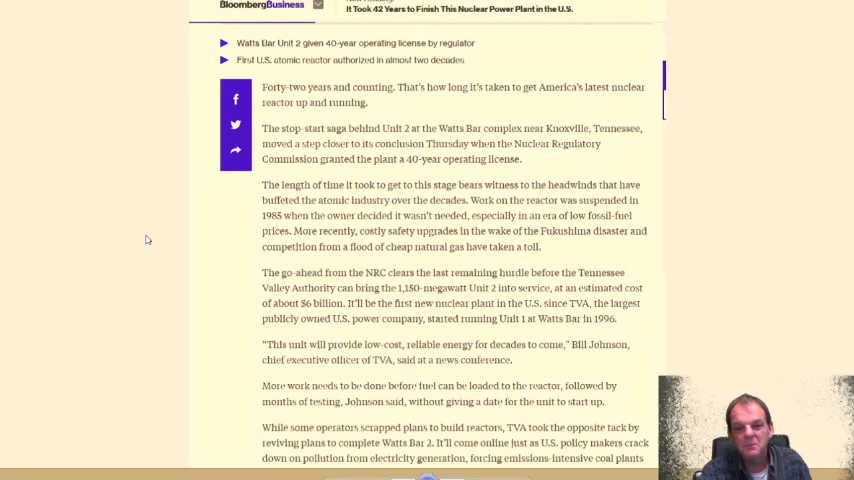 BloombergBusiness
It Took 42 Years to Finish This Nuclear Power Plant in the U.S.
Watts Bar Unit 2 given 40-year operating license by regulator
First U.S. atomic reactor authorized in almost two decades
Forty-two years and counting. That's how long it's taken to get America's latest nuclear
reactor up and running.
The stop-start saga behind Unit 2 at the Watts Bar complex near Knoxville, Tennessee,
moved a step closer to its conclusion Thursday when the Nuclear Regulatory
Commission granted the plant a 40-year operating license.
The length of time it took to get to this stage bears witness to the headwinds that have
buffeted the atomic industry over the decades. Work on the reactor was suspended in
1985 when the owner decided it wasn't needed, especially in an era of low fossil-fuel
prices. More recently, costly safety upgrades in the wake of the Fukushima disaster and
competition from a flood of cheap natural gas have taken a toll.
The go-ahead from the NRC clears the last remaining hurdle before the Tennessee
Valley Authority can bring the 1,150-megawatt Unit 2 into service, at an estimated cost
of about $6 billion. It'll be the first new nuclear plant in the U.S. since TVA, the largest
publicly owned U.S. power company, started running Unit 1 at Watts Bar in 1996.
"This unit will provide low-cost, reliable energy for decades to come," Bill Johnson,
chief executive officer of TVA, said at a news conference.
More work needs to be done before fuel can be loaded to the reactor, followed by
months of testing, Johnson said, without giving a date for the unit to start up.
While some operators scrapped plans to build reactors, TVA took the opposite tack by
reviving plans to complete Watts Bar 2. It'll come online just as U.S. policy makers crack
down on pollution from electricity generation, forcing emissions-intensive coal plants